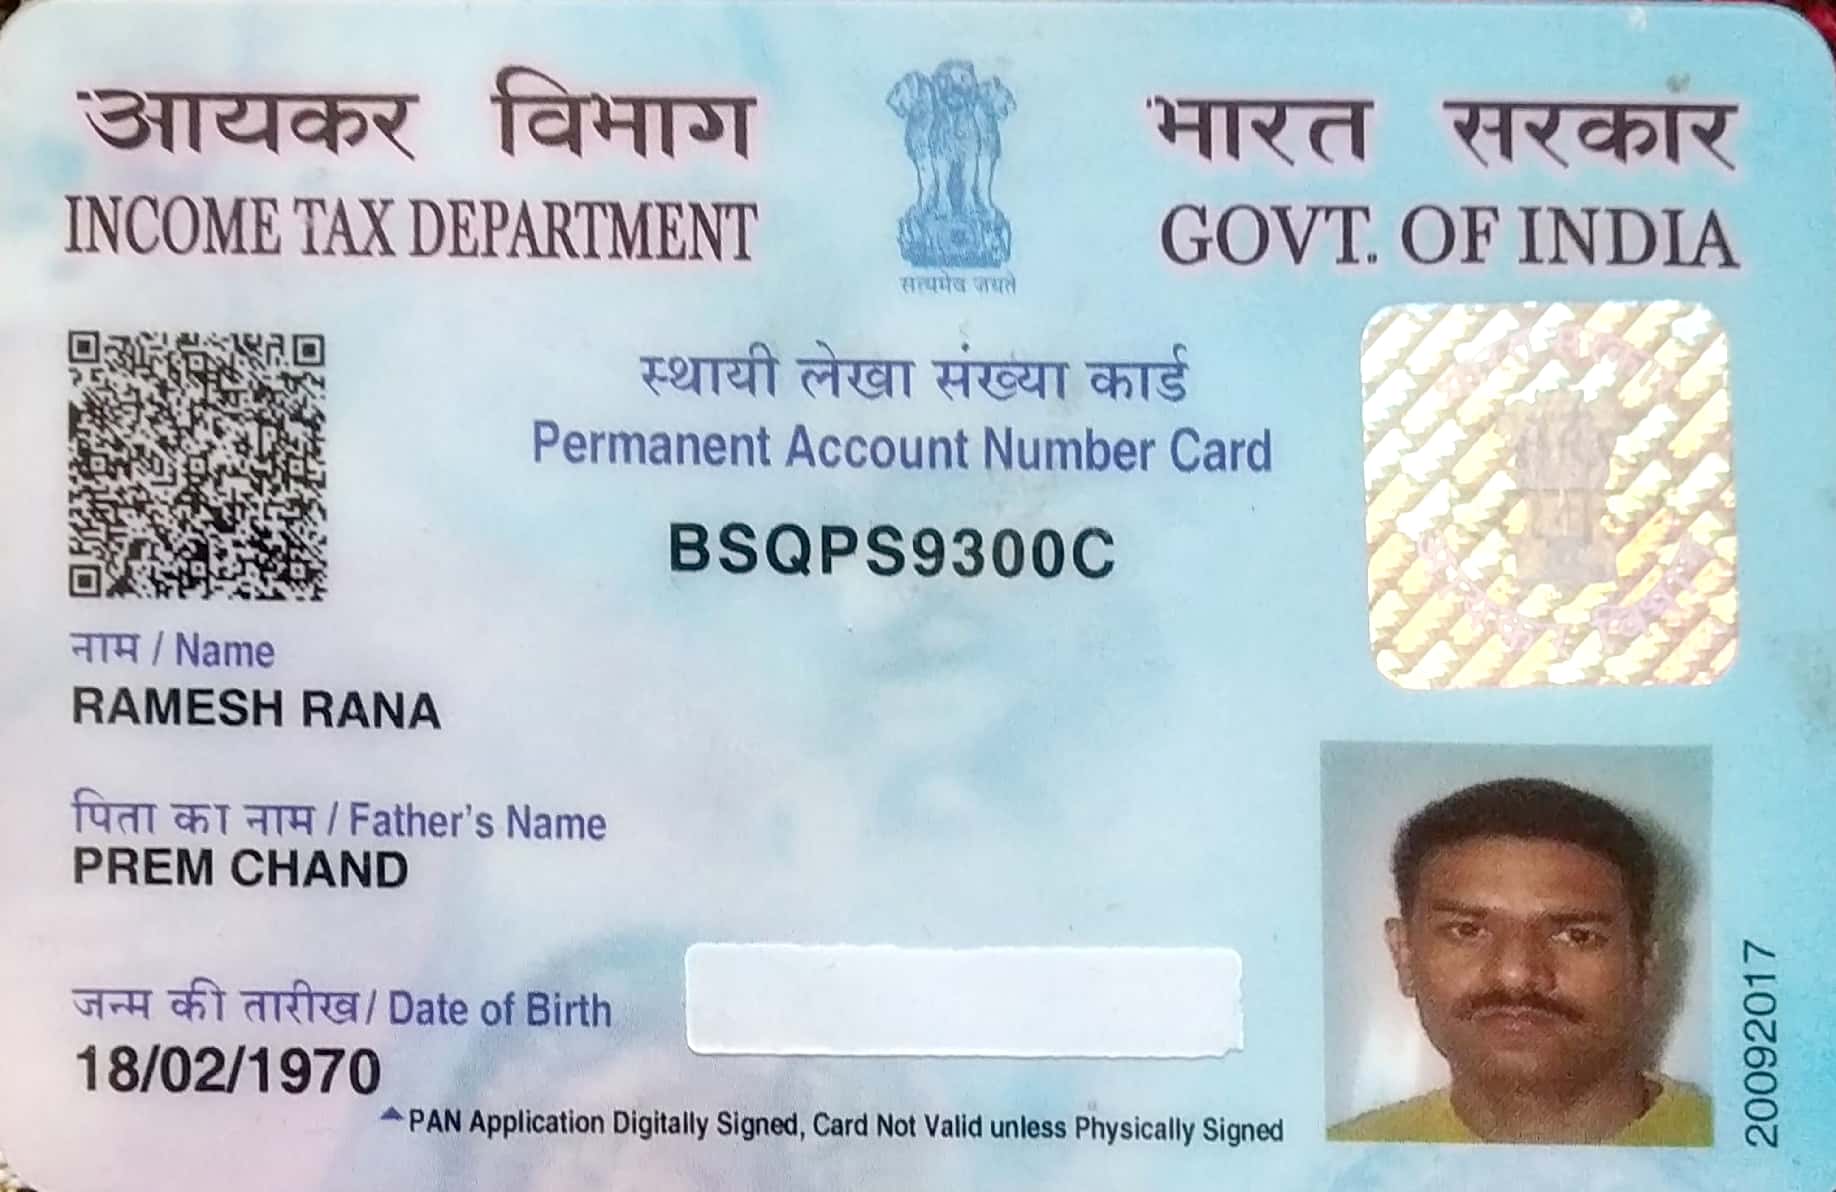 आयकर विभाग
INCOME TAX DEPARTMENT
सत्यमेव जयते
भारत सरकार
GOVT. OF INDIA
स्थायी लेखा संख्या कार्ड
Permanent Account Number Card
BSQPS9300C
नाम / Name
RAMESH RANA
पिता का नाम / Father's Name
PREM CHAND
जन्म की तारीख / Date of Birth
18/02/1970
PAN Application Digitally Signed, Card Not Valid unless Physically Signed
20092017